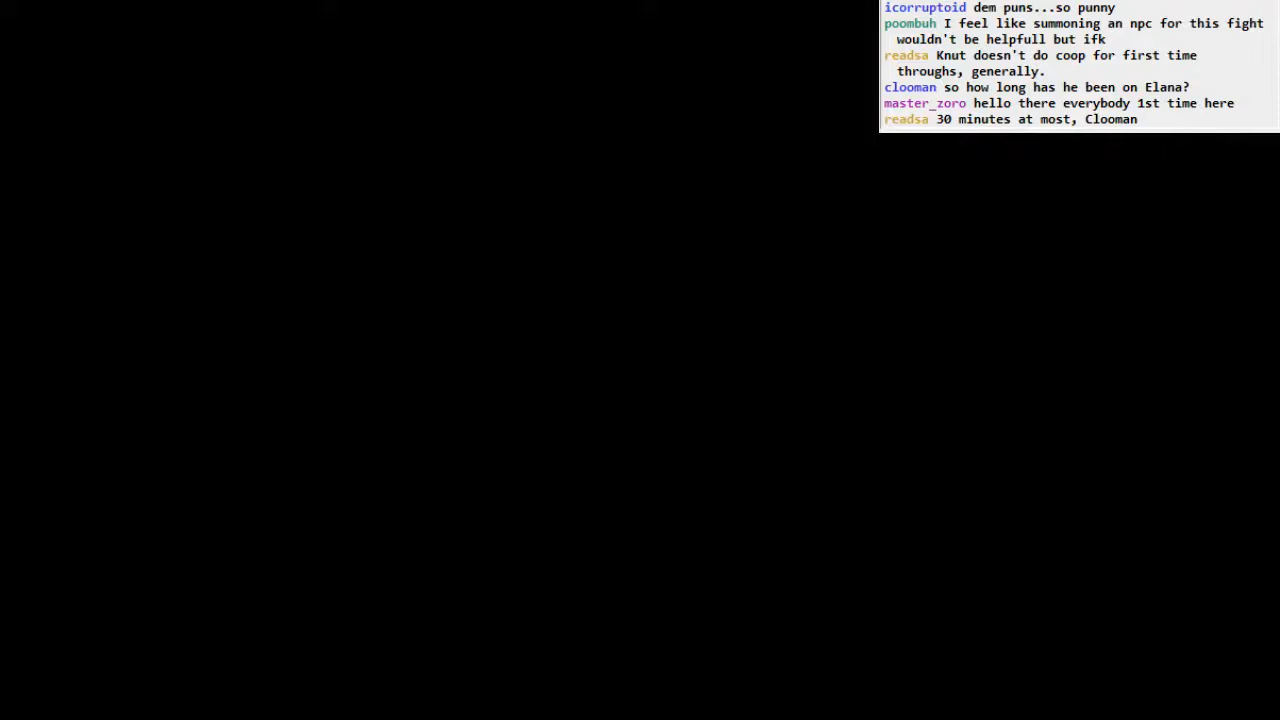 icorruptoid dem puns...so punny
poombuh I feel like summoning an npc for this fight
wouldn't be helpfull but ifk
readsa Knut doesn't do coop for first time
throughs, generally.
clooman so how long has he been on Elana?
master_zoro hello there everybody 1st time here
readsa 30 minutes at most, Clooman